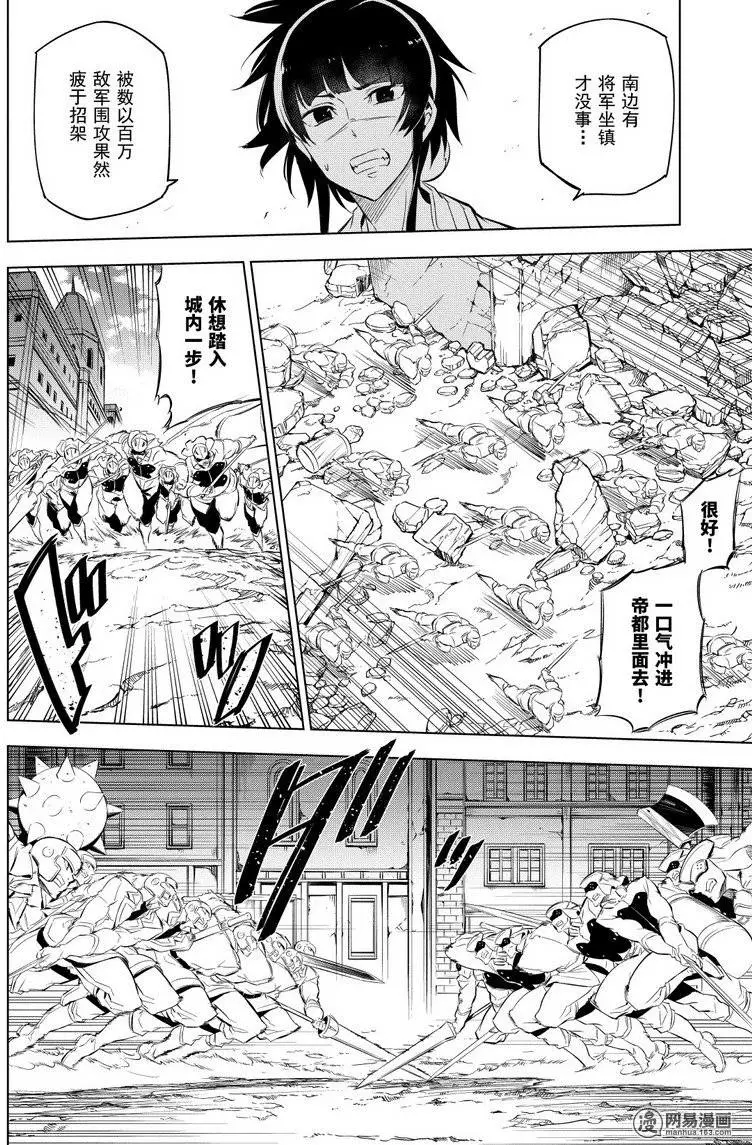 南边有
将军坐镇
才没事…
被数以百万
敌军围攻果然
疲于招架
很好！
一口气冲进
帝都里面去！
休想踏入
城内一步！
ダダ
网易漫画
manhua.163.com